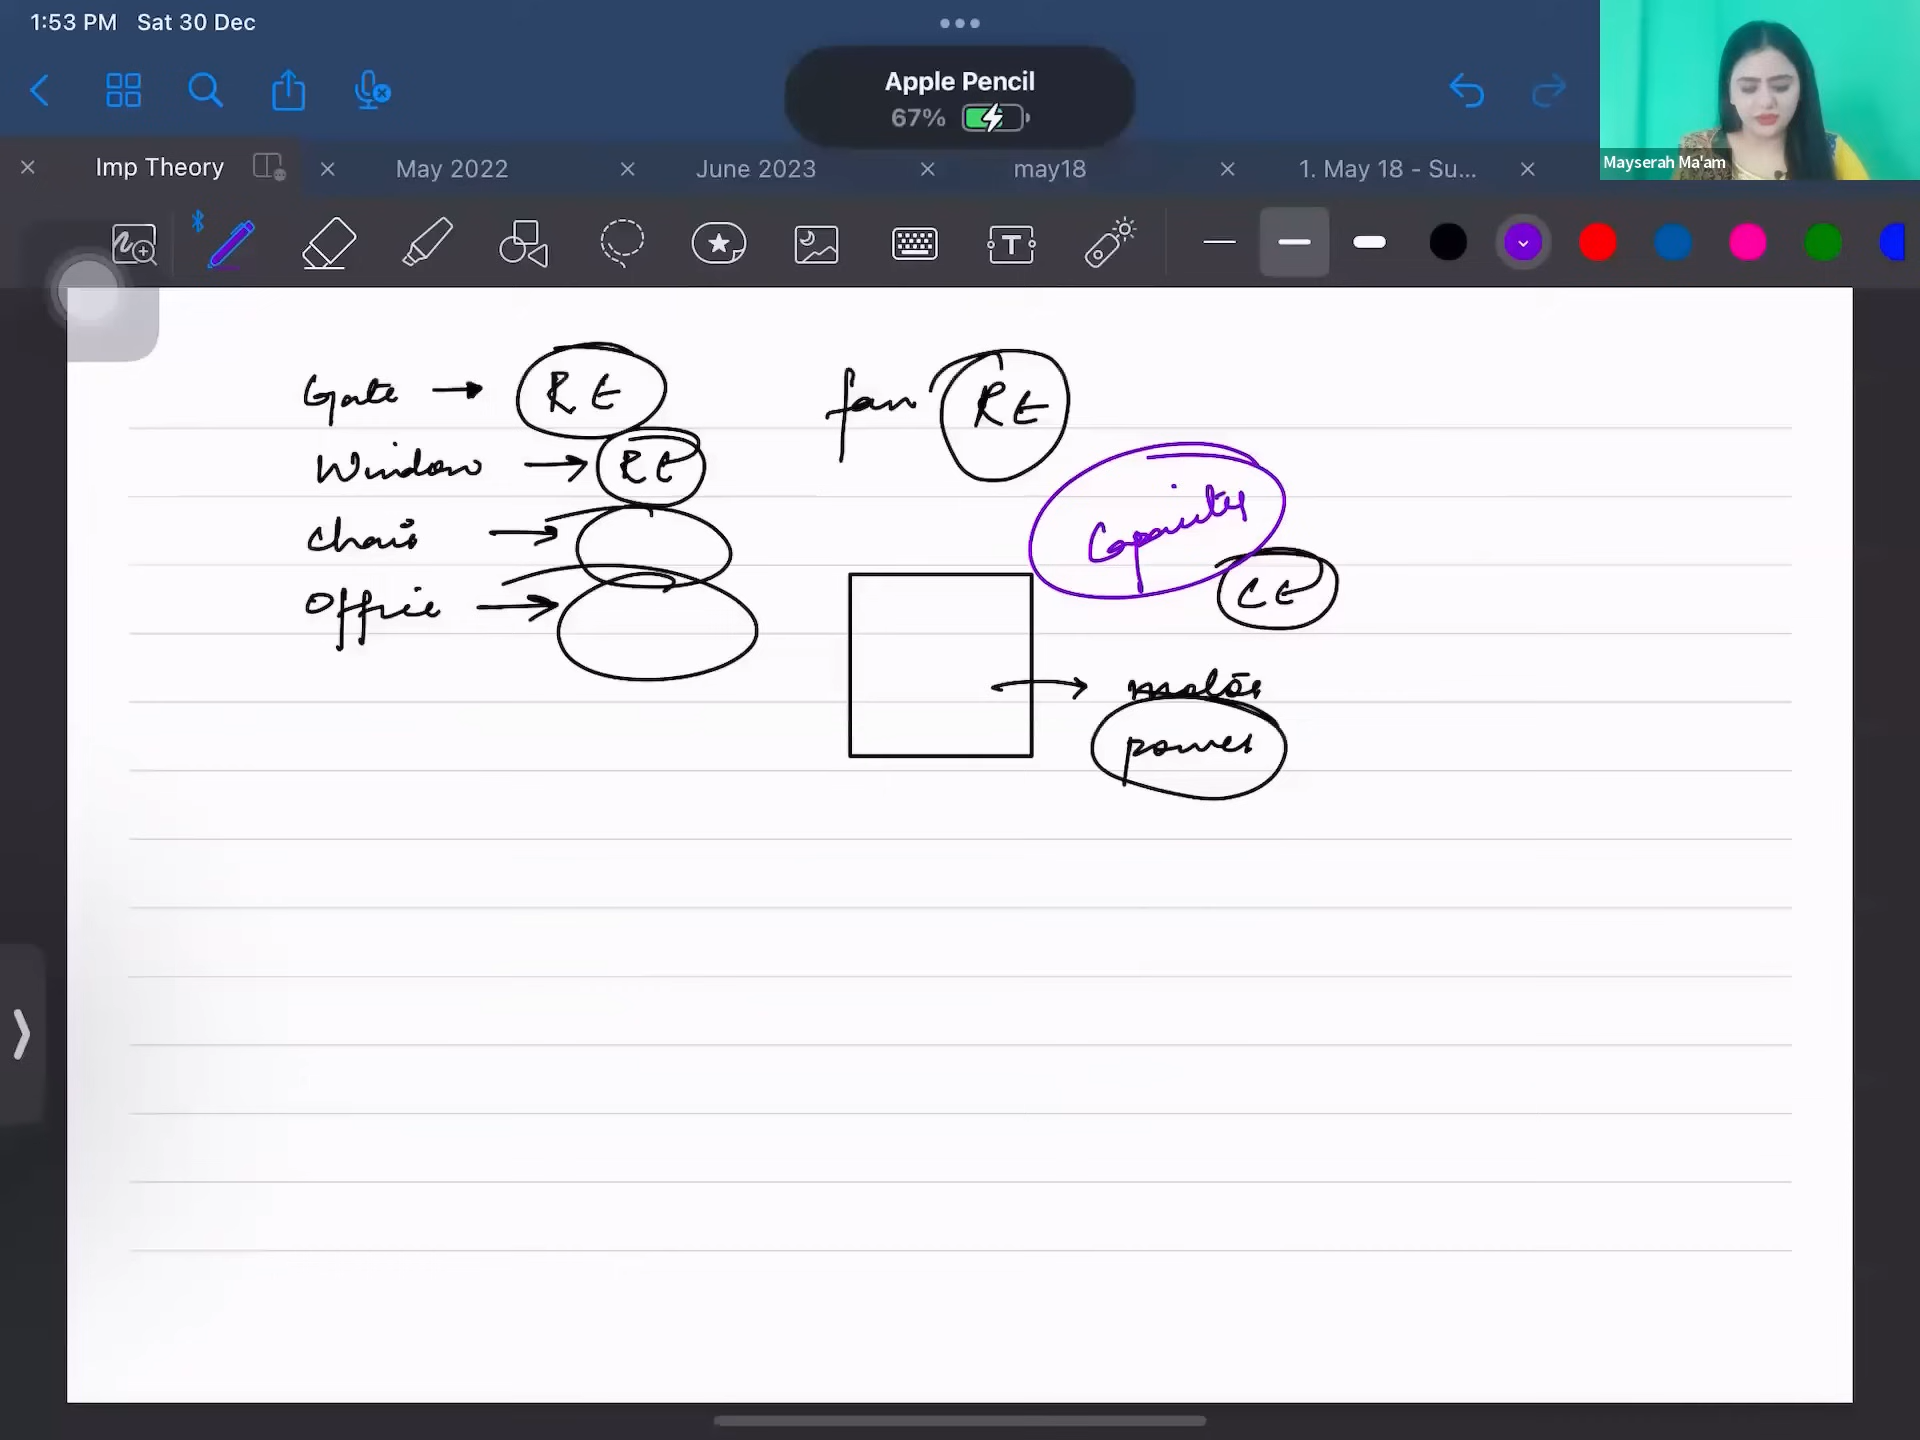 1:53 PM Sat 30 Dec
Apple Pencil
67%
Mayserah Ma'am
Imp Theory
May 2022
June 2023
may18
1. May 18 - Su...
Gate → RE
fan RE
Window → RE
Capacity
Chair →
CE
Office →
motor
power